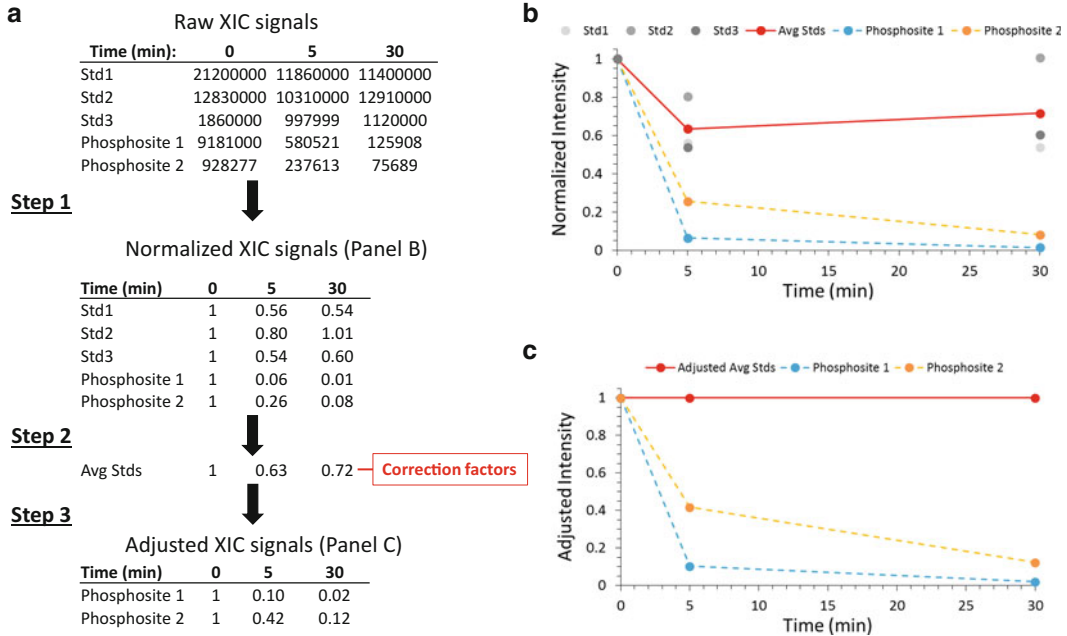 a
Raw XIC signals
Time (min): 0 5 30
Std1 21200000 11860000 11400000
Std2 12830000 10310000 12910000
Std3 1860000 997999 1120000
Phosphosite 1 9181000 580521 125908
Phosphosite 2 928277 237613 75689
Step 1
Normalized XIC signals (Panel B)
Time (min) 0 5 30
Std1 1 0.56 0.54
Std2 1 0.80 1.01
Std3 1 0.54 0.60
Phosphosite 1 1 0.06 0.01
Phosphosite 2 1 0.26 0.08
Step 2
Avg Stds 1 0.63 0.72 Correction factors
Step 3
Adjusted XIC signals (Panel C)
Time (min) 0 5 30
Phosphosite 1 1 0.10 0.02
Phosphosite 2 1 0.42 0.12
b
Std1 Std2 Std3 Avg Stds Phosphosite 1 Phosphosite 2
Normalized Intensity
1
0.8
0.6
0.4
0.2
0
0 5 10 15 20 25 30
Time (min)
c
Adjusted Avg Stds Phosphosite 1 Phosphosite 2
Adjusted Intensity
1
0.8
0.6
0.4
0.2
0
0 5 10 15 20 25 30
Time (min)